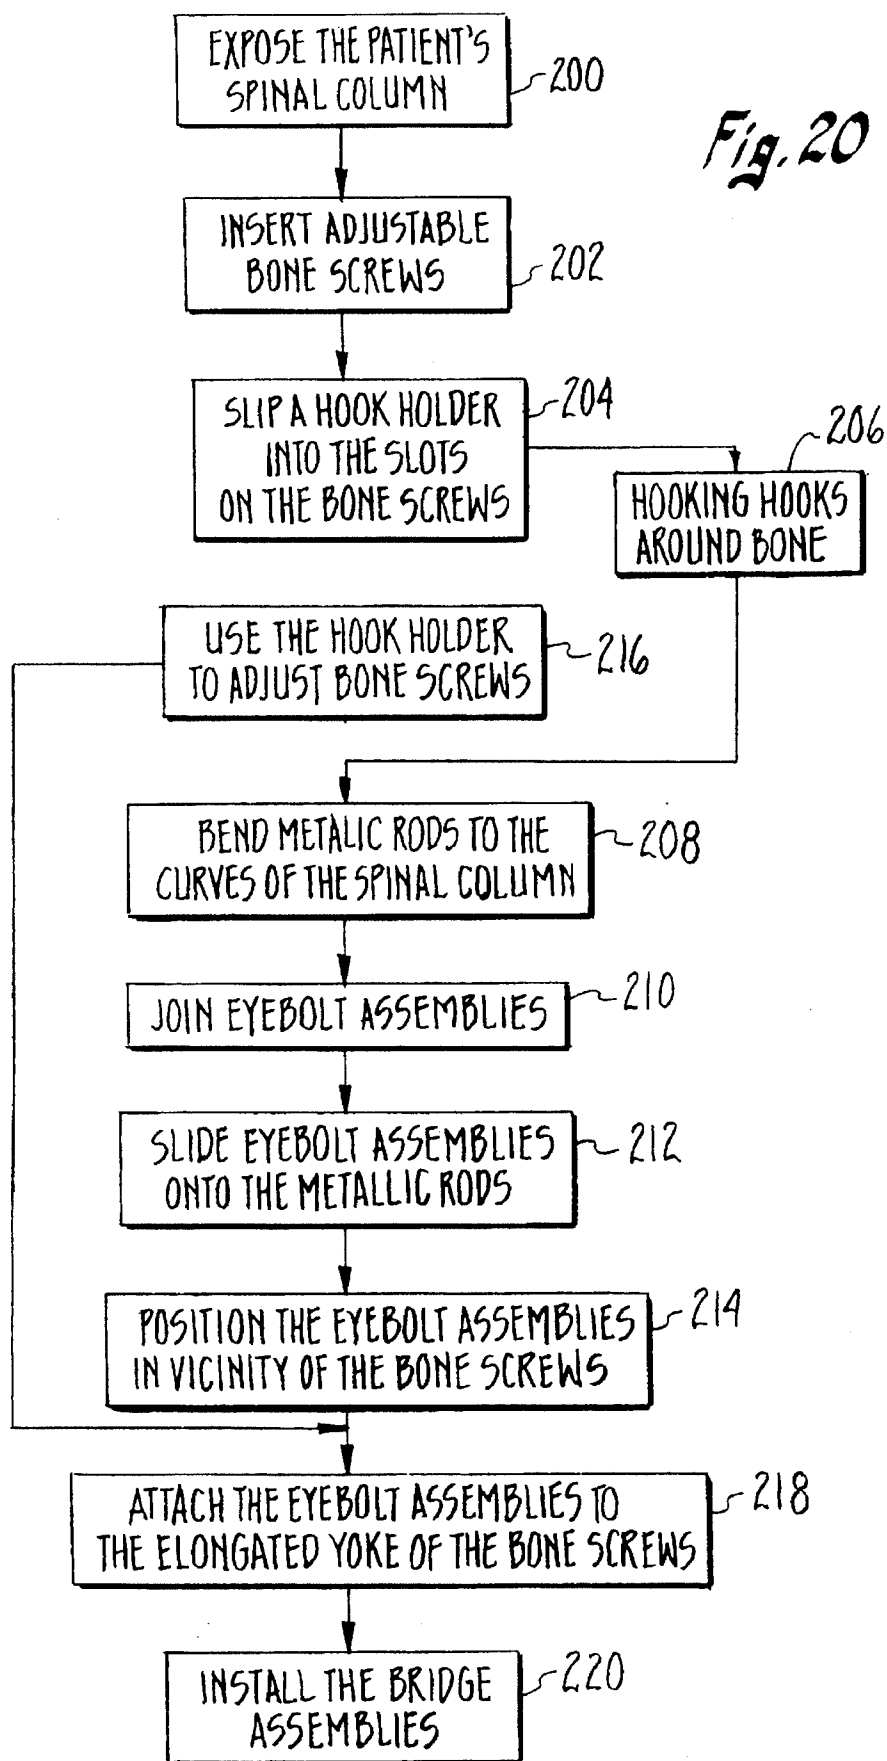 EXPOSE THE PATIENT'S
SPINAL COLUMN
200
Fig. 20
INSERT ADJUSTABLE
BONE SCREWS
202
SLIP A HOOK HOLDER
INTO THE SLOTS
ON THE BONE SCREWS
204
206
HOOKING HOOKS
AROUND BONE
USE THE HOOK HOLDER
TO ADJUST BONE SCREWS
216
BEND METALIC RODS TO THE
CURVES OF THE SPINAL COLUMN
208
JOIN EYEBOLT ASSEMBLIES
210
SLIDE EYEBOLT ASSEMBLIES
ONTO THE METALLIC RODS
212
POSITION THE EYEBOLT ASSEMBLIES
IN VICINITY OF THE BONE SCREWS
214
ATTACH THE EYEBOLT ASSEMBLIES TO
THE ELONGATED YOKE OF THE BONE SCREWS
218
INSTALL THE BRIDGE
ASSEMBLIES
220